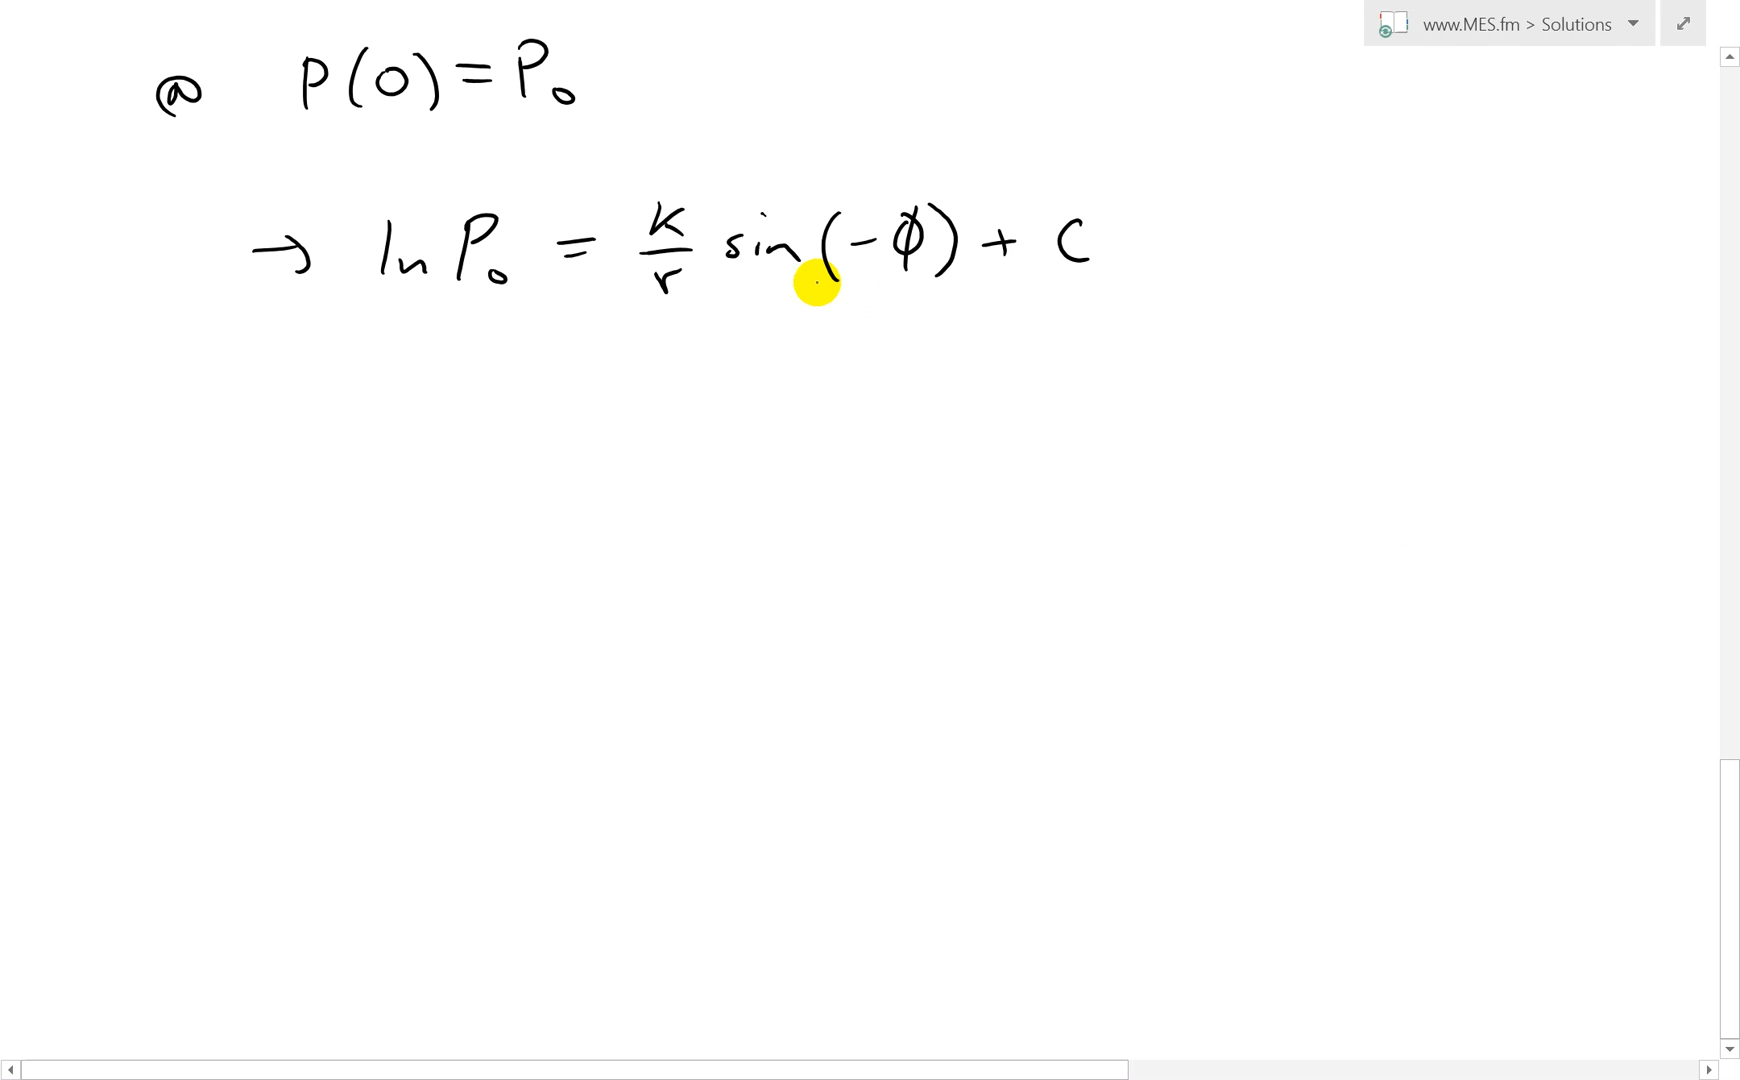 www.MES.fm > Solutions
@ P(0) = P₀
→ ln P₀ = k/r sin(-ϕ) + C